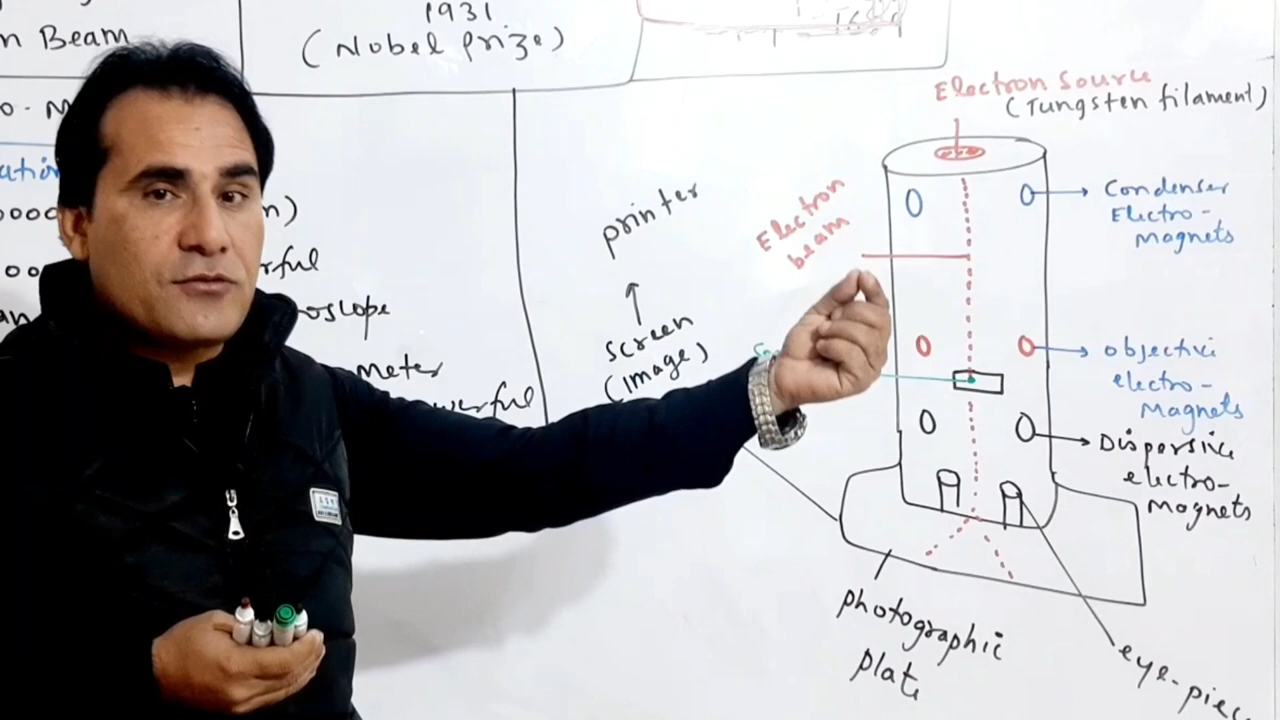 n Beam
1931
(Nobel prize)
Electron Source
(Tungsten filament)
printer
Screen
(image)
Electron
beam
Condenser
Electro-
Magnets
objective
electro-
Magnets
Dispersive
electro-
Magnets
photographic
plate
eye-piece
n)
rful
oslope
meter
werful